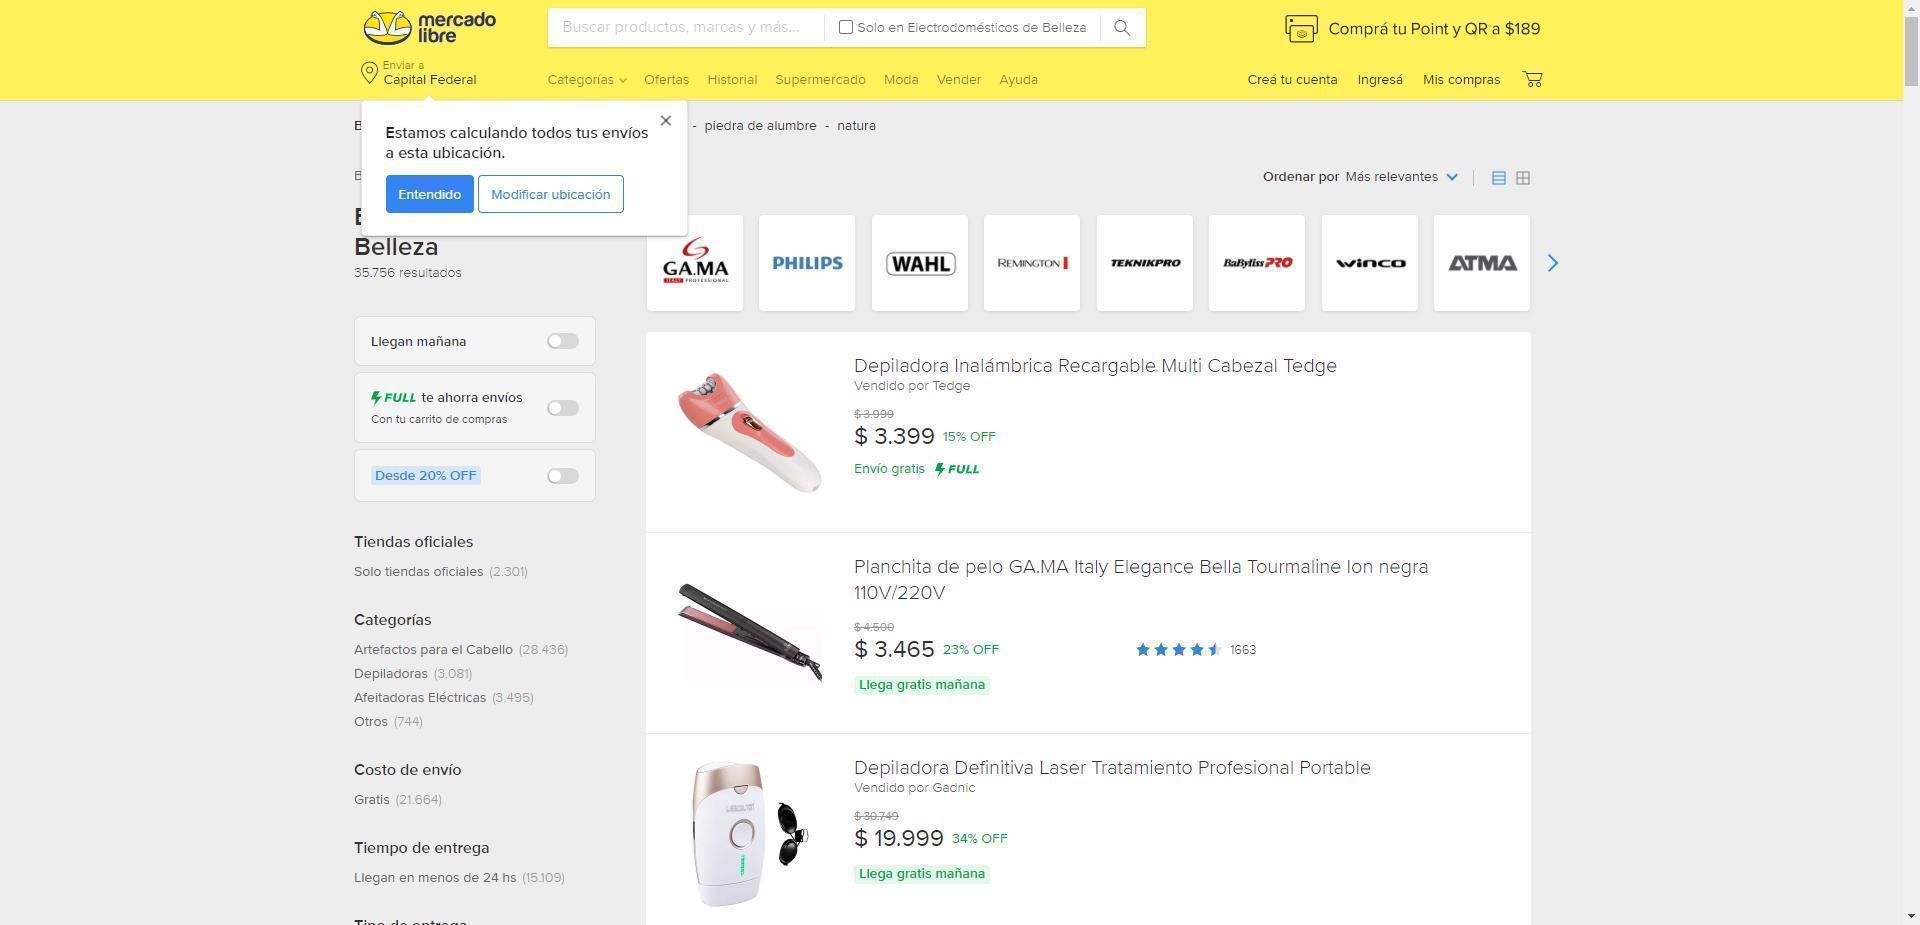 mercado
libre
Buscar productos, marcas y más...
Solo en Electrodomésticos de Belleza
Comprá tu Point y QR a $189
Enviar a
Capital Federal
Categorías
Ofertas
Historial
Supermercado
Moda
Vender
Ayuda
Creá tu cuenta
Ingresá
Mis compras
Estamos calculando todos tus envíos
a esta ubicación.
Entendido
Modificar ubicación
- piedra de alumbre - natura
Ordenar por Más relevantes
Belleza
35.756 resultados
GA.MA
ITALY PROFESSIONAL
PHILIPS
WAHL
REMINGTON
TEKNIKPRO
BaBylissPRO
winco
ATMA
Llegan mañana
FULL te ahorra envíos
Con tu carrito de compras
Desde 20% OFF
Tiendas oficiales
Solo tiendas oficiales (2.301)
Categorías
Artefactos para el Cabello (28.436)
Depiladoras (3.081)
Afeitadoras Eléctricas (3.495)
Otros (744)
Costo de envío
Gratis (21.664)
Tiempo de entrega
Llegan en menos de 24 hs (15.109)
Tipo de entrega
Depiladora Inalámbrica Recargable Multi Cabezal Tedge
Vendido por Tedge
$ 3.999
$ 3.399 15% OFF
Envío gratis FULL
Planchita de pelo GA.MA Italy Elegance Bella Tourmaline Ion negra
110V/220V
$ 4.500
$ 3.465 23% OFF
1663
Llega gratis mañana
Depiladora Definitiva Laser Tratamiento Profesional Portable
Vendido por Gadnic
$ 30.749
$ 19.999 34% OFF
Llega gratis mañana